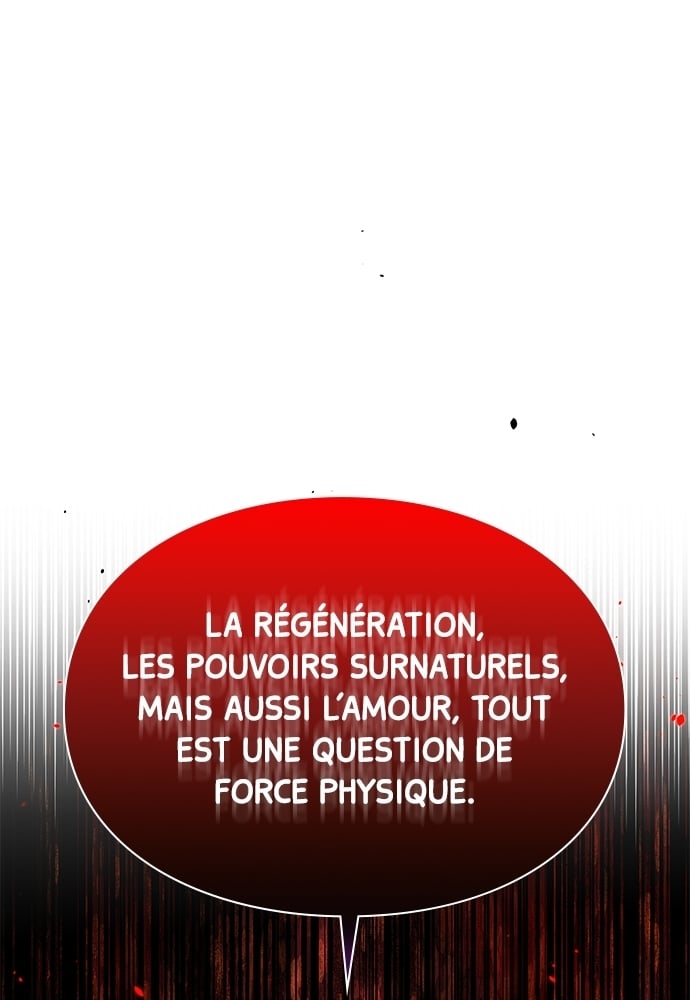 LA RÉGÉNÉRATION,
LES POUVOIRS SURNATURELS,
MAIS AUSSI L'AMOUR, TOUT
EST UNE QUESTION DE
FORCE PHYSIQUE.